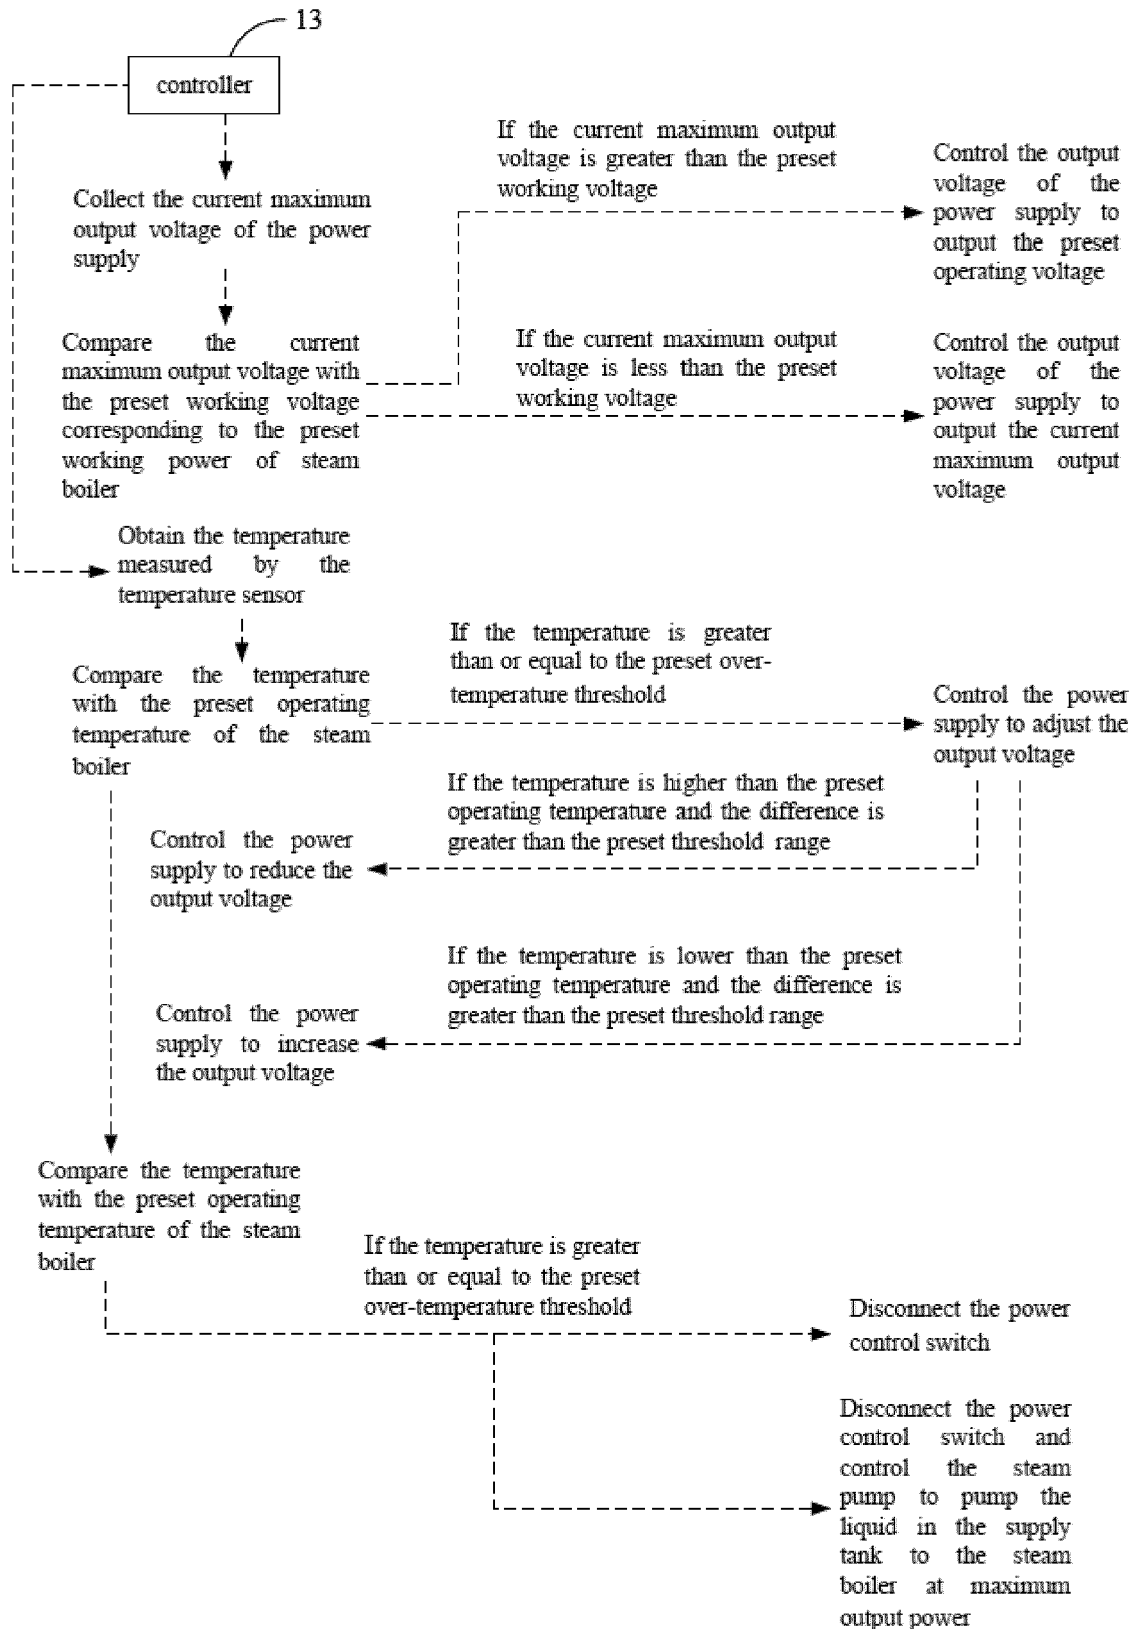 13
controller
Collect the current maximum
output voltage of the power
supply
If the current maximum output
voltage is greater than the preset
working voltage
Control the output
voltage of the
power supply to
output the preset
operating voltage
Compare the current
maximum output voltage with
the preset working voltage
corresponding to the preset
working power of steam
boiler
If the current maximum output
voltage is less than the preset
working voltage
Control the output
voltage of the
power supply to
output the current
maximum output
voltage
Obtain the temperature
measured by the
temperature sensor
Compare the temperature
with the preset operating
temperature of the steam
boiler
If the temperature is greater
than or equal to the preset over-
temperature threshold
Control the power
supply to adjust the
output voltage
If the temperature is higher than the preset
operating temperature and the difference is
greater than the preset threshold range
Control the power
supply to reduce the
output voltage
If the temperature is lower than the preset
operating temperature and the difference is
greater than the preset threshold range
Control the power
supply to increase
the output voltage
Compare the temperature
with the preset operating
temperature of the steam
boiler
If the temperature is greater
than or equal to the preset
over-temperature threshold
Disconnect the power
control switch
Disconnect the power
control switch and
control the steam
pump to pump the
liquid in the supply
tank to the steam
boiler at maximum
output power